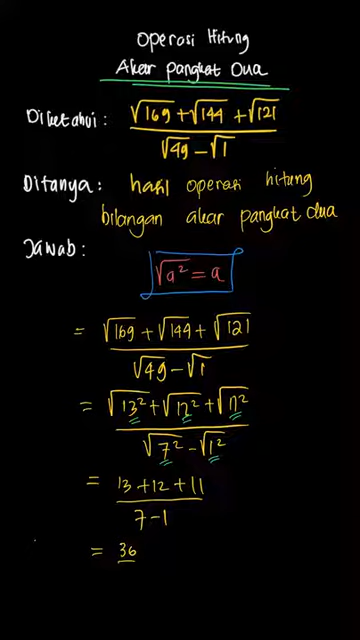 Operasi Hitung
Akar Pangkat Dua
Diketahui: (√169 + √144 + √121) / (√49 − √1)
Ditanya: hasil operasi hitung
bilangan akar pangkat dua
Jawab:
√a² = a
= (√169 + √144 + √121) / (√49 − √1)
= (√13² + √12² + √11²) / (√7² − √1²)
= (13 + 12 + 11) / (7 − 1)
= 36